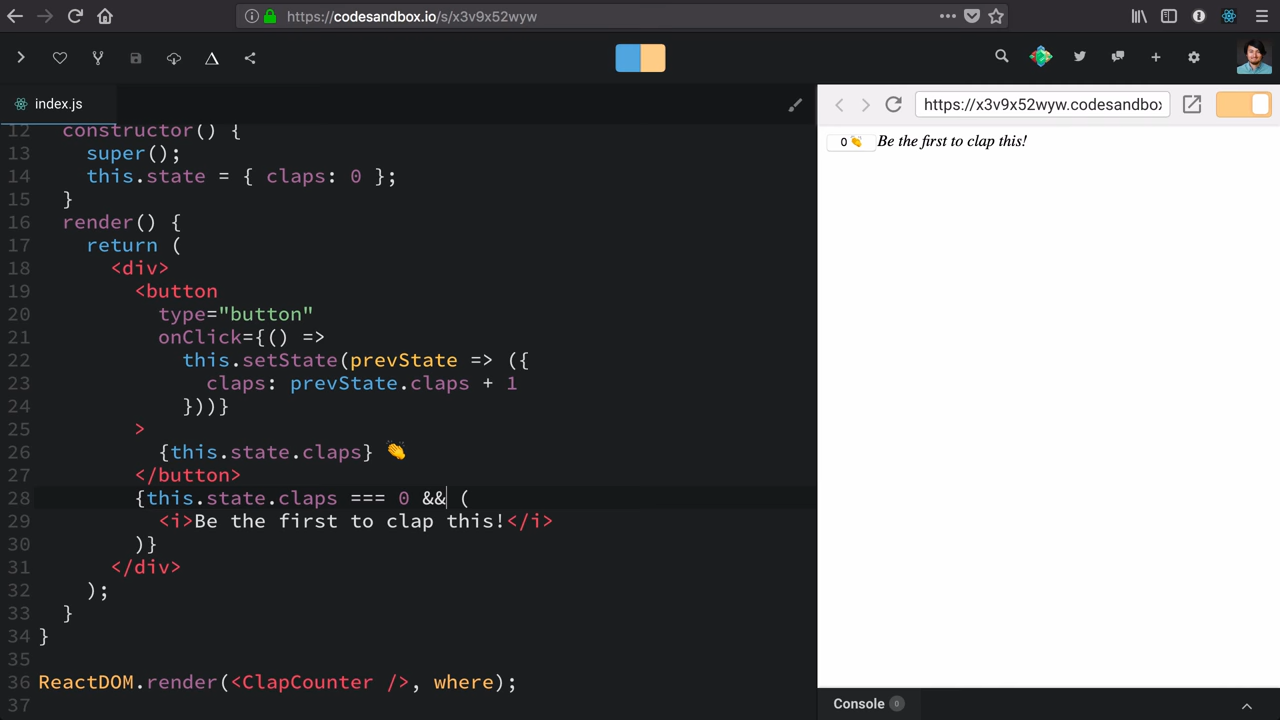 https://codesandbox.io/s/x3v9x52wyw
index.js
12 constructor() {
13 super();
14 this.state = { claps: 0 };
15 }
16 render() {
17 return (
18 <div>
19 <button
20 type="button"
21 onClick={() =>
22 this.setState(prevState => ({
23 claps: prevState.claps + 1
24 }))}
25 >
26 {this.state.claps} 👏
27 </button>
28 {this.state.claps === 0 && (
29 <i>Be the first to clap this!</i>
30 )}
31 </div>
32 );
33 }
34 }
35
36 ReactDOM.render(<ClapCounter />, where);
37
https://x3v9x52wyw.codesandbox
0 👏 Be the first to clap this!
Console 0